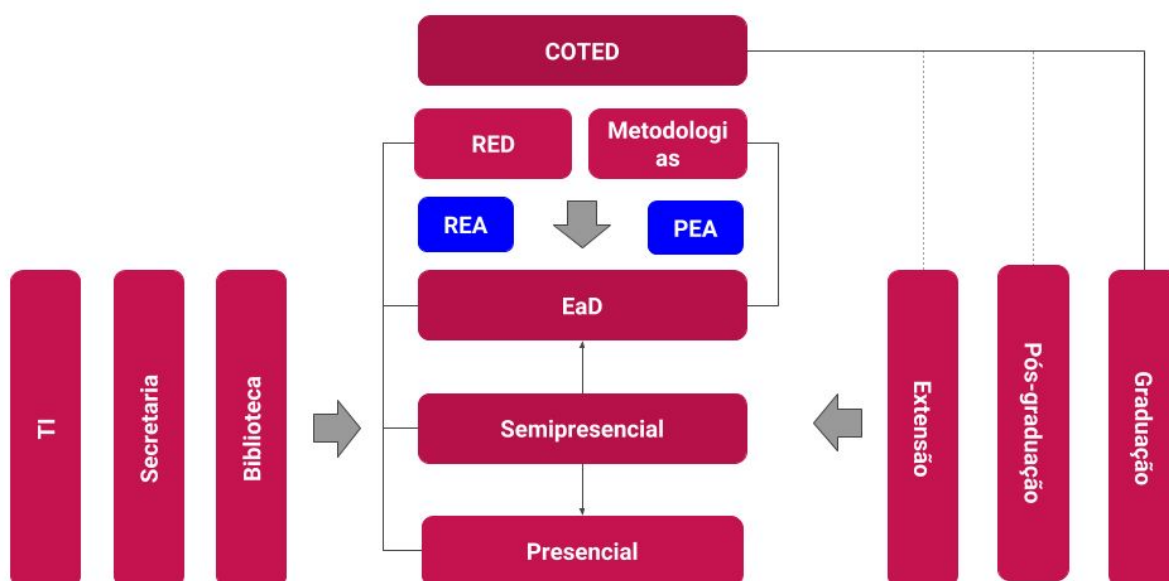 COTED
RED
Metodologi
as
REA
PEA
EaD
Semipresencial
Presencial
TI
Secretaria
Biblioteca
Extensão
Pós-graduação
Graduação